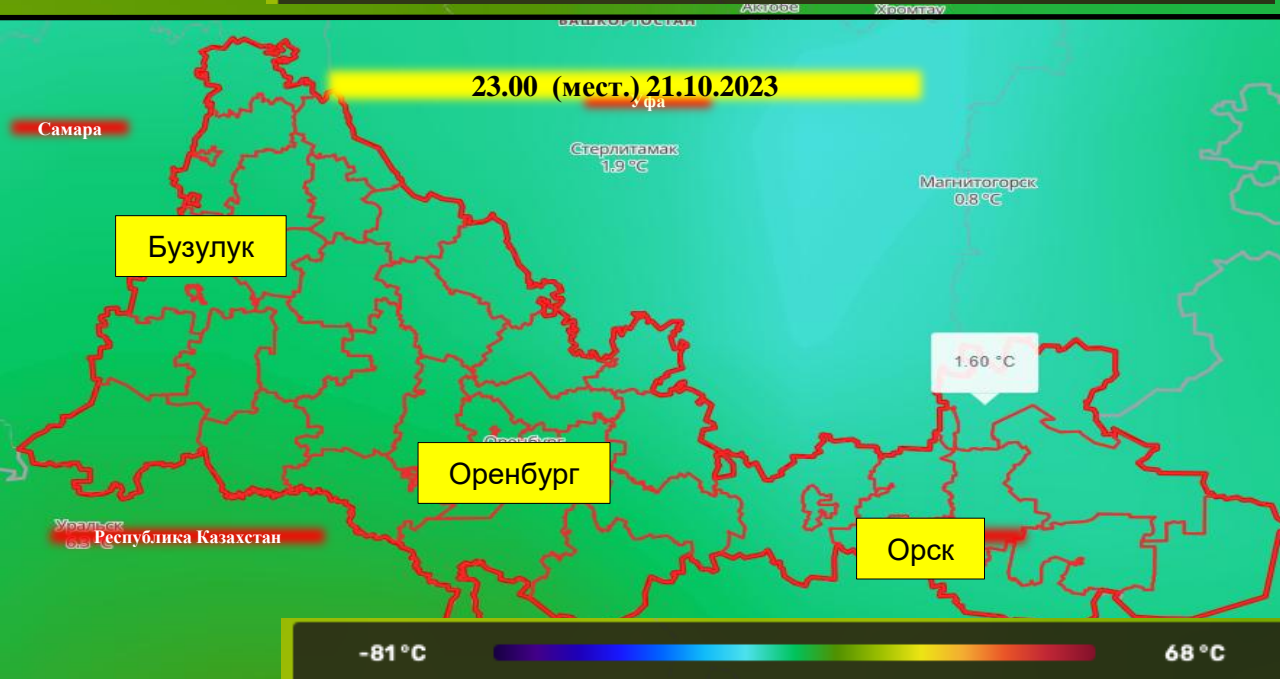 Актобе
Хромтау
БАШКОРТОСТАН
23.00 (мест.) 21.10.2023
Уфа
Самара
Стерлитамак
1.9 °C
Магнитогорск
0.8 °C
Бузулук
1.60 °C
Оренбург
Оренбург
Уральск
Республика Казахстан
Орск
-81 °C
68 °C